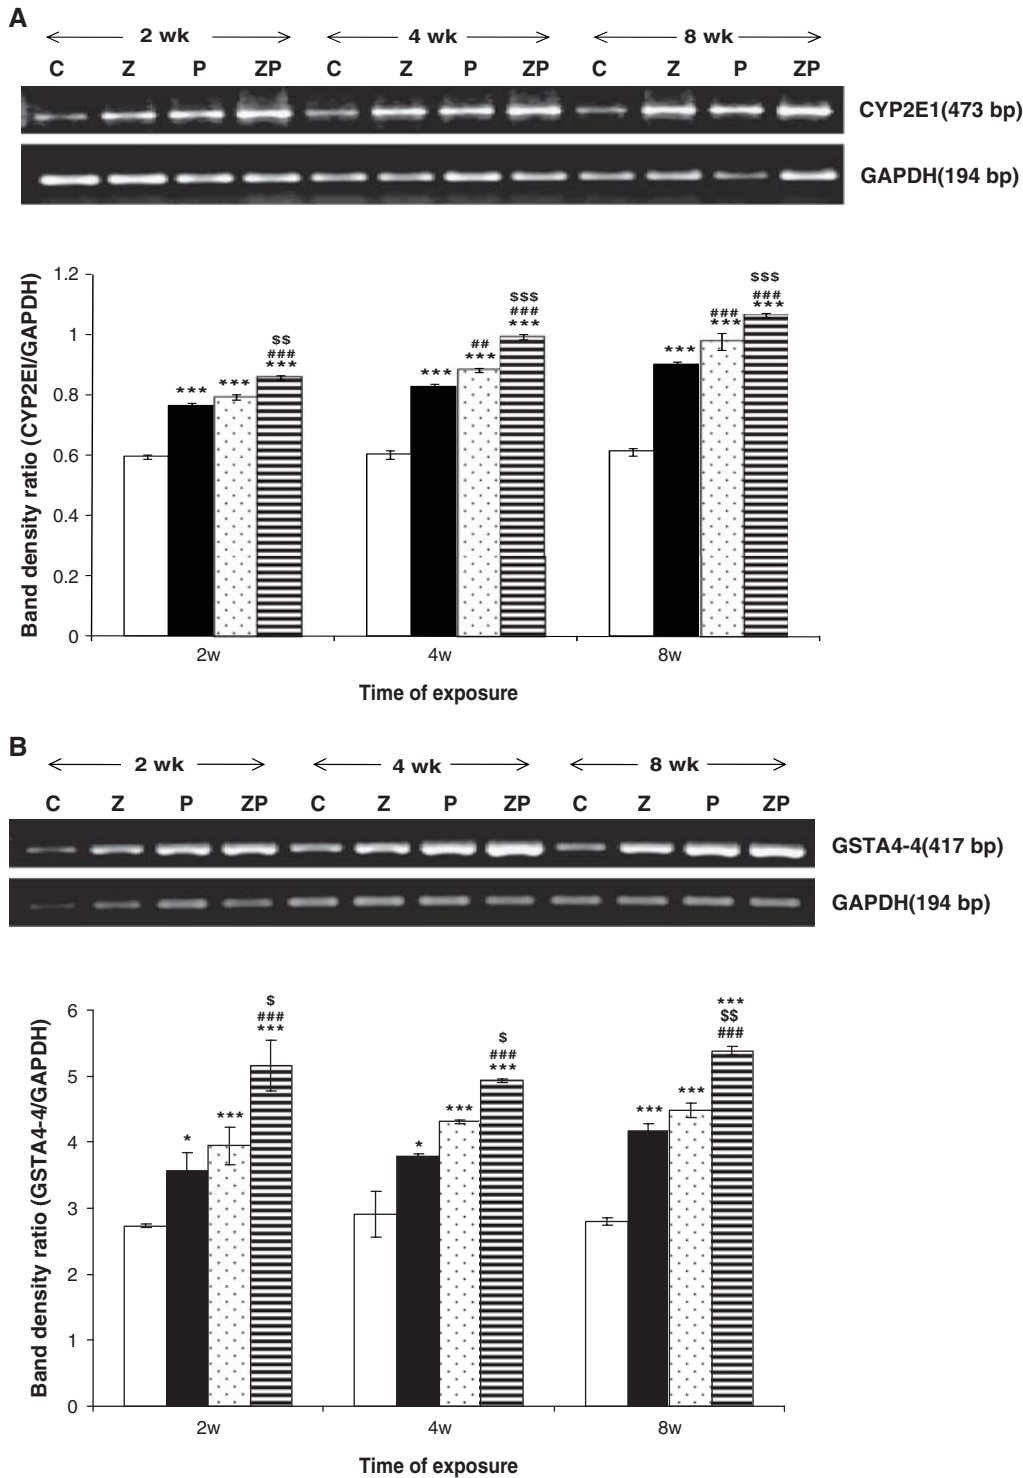 A
2 wk 4 wk 8 wk
C Z P ZP C Z P ZP C Z P ZP
CYP2E1(473 bp)
GAPDH(194 bp)
Band density ratio (CYP2EI/GAPDH)
1.2
1
0.8
0.6
0.4
0.2
0
*** *** $$ ### ***
*** ## *** $$$ ### ***
*** ### *** $$$ ### ***
2w 4w 8w
Time of exposure
B
2 wk 4 wk 8 wk
C Z P ZP C Z P ZP C Z P ZP
GSTA4-4(417 bp)
GAPDH(194 bp)
Band density ratio (GSTA4-4/GAPDH)
6
5
4
3
2
1
0
* *** $ ### ***
* *** $ ### ***
*** *** *** $$ ###
2w 4w 8w
Time of exposure